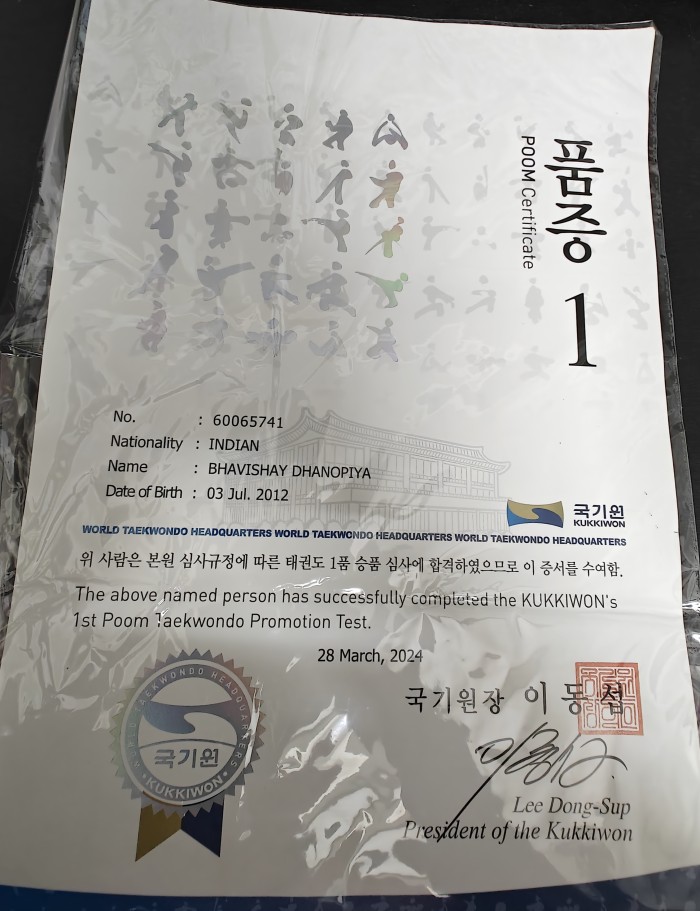 품증
POOM Certificate
1
No. : 60065741
Nationality : INDIAN
Name : BHAVISHAY DHANOPIYA
Date of Birth : 03 Jul. 2012
국기원
KUKKIWON
WORLD TAEKWONDO HEADQUARTERS WORLD TAEKWONDO HEADQUARTERS WORLD TAEKWONDO HEADQUARTERS
위 사람은 본원 심사규정에 따른 태권도 1품 승품 심사에 합격하였으므로 이 증서를 수여함.
The above named person has successfully completed the KUKKIWON's
1st Poom Taekwondo Promotion Test.
28 March, 2024
WORLD TAEKWONDO HEADQUARTERS
국기원
· KUKKIWON ·
국기원장 이동섭
Lee Dong-Sup
President of the Kukkiwon